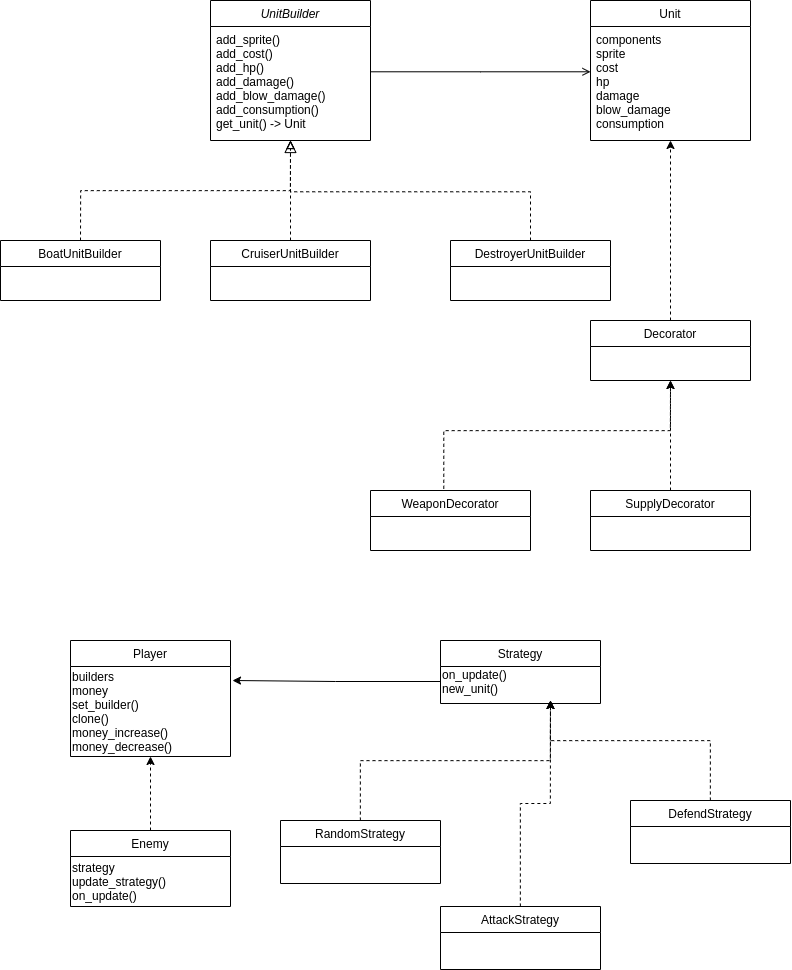 UnitBuilder
add_sprite()
add_cost()
add_hp()
add_damage()
add_blow_damage()
add_consumption()
get_unit() -> Unit
Unit
components
sprite
cost
hp
damage
blow_damage
consumption
BoatUnitBuilder
CruiserUnitBuilder
DestroyerUnitBuilder
Decorator
WeaponDecorator
SupplyDecorator
Player
builders
money
set_builder()
clone()
money_increase()
money_decrease()
Strategy
on_update()
new_unit()
Enemy
strategy
update_strategy()
on_update()
RandomStrategy
DefendStrategy
AttackStrategy